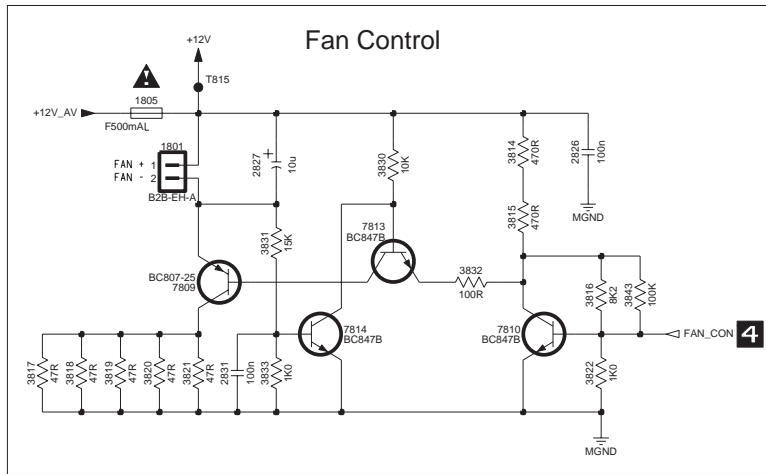 Fan Control
+12V
T815
1805
+12V_AV
F500mAL
1801
FAN + 1
FAN - 2
B2B-EH-A
2827
+
10u
3830
10K
3814
470R
2826
100n
MGND
3815
470R
3831
15K
7813
BC847B
BC807-25
7809
3832
100R
3816
8K2
3843
100K
7814
BC847B
7810
BC847B
FAN_CON 4
3817
47R
3818
47R
3819
47R
3820
47R
3821
47R
2831
100n
3833
1K0
3822
1K0
MGND